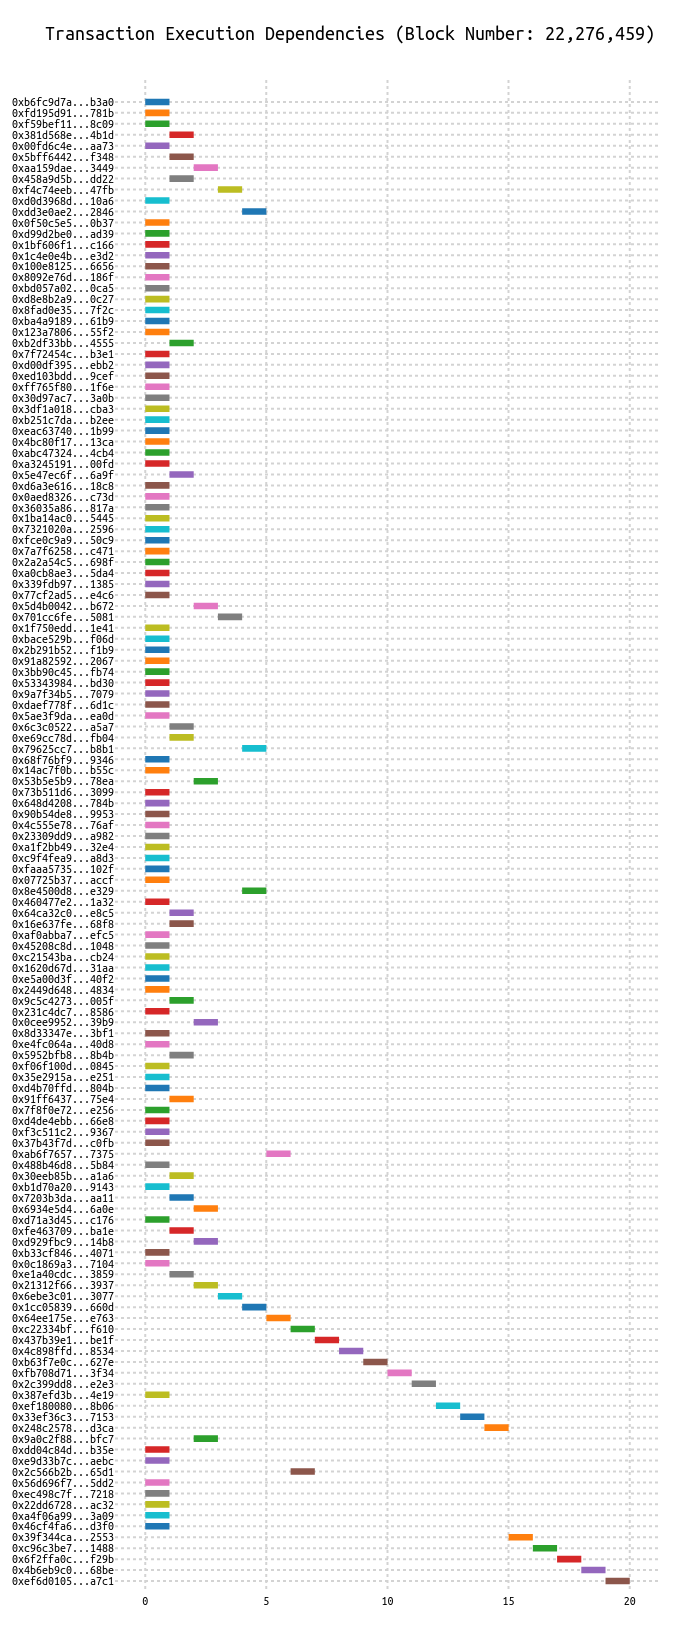 Transaction Execution Dependencies (Block Number: 22,276,459)
0xb6fc9d7a...b3a0
0xfd195d91...781b
0xf59bef11...8c09
0x381d568e...4b1d
0x00fd6c4e...aa73
0x5bff6442...f348
0xaa159dae...3449
0x458a9d5b...dd22
0xf4c74eeb...47fb
0xd0d3968d...10a6
0xdd3e0ae2...2846
0x0f50c5e5...0b37
0xd99d2be0...ad39
0x1bf606f1...c166
0x1c4e0e4b...e3d2
0x100e8125...6656
0x8092e76d...186f
0xbd057a02...0ca5
0xd8e8b2a9...0c27
0x8fad0e35...7f2c
0xba4a9189...61b9
0x123a7806...55f2
0xb2df33bb...4555
0x7f72454c...b3e1
0xd00df395...ebb2
0xed103bdd...9cef
0xff765f80...1f6e
0x30d97ac7...3a0b
0x3df1a018...cba3
0xb251c7da...b2ee
0xeac63740...1b99
0x4bc80f17...13ca
0xabc47324...4cb4
0xa3245191...00fd
0x5e47ec6f...6a9f
0xd6a3e616...18c8
0x0aed8326...c73d
0x36035a86...817a
0x1ba14ac0...5445
0x7321020a...2596
0xfce0c9a9...50c9
0x7a7f6258...c471
0x2a2a54c5...698f
0xa0cb8ae3...5da4
0x339fdb97...1385
0x77cf2ad5...e4c6
0x5d4b0042...b672
0x701cc6fe...5081
0x1f750edd...1e41
0xbace529b...f06d
0x2b291b52...f1b9
0x91a82592...2067
0x3bb90c45...fb74
0x53343984...bd30
0x9a7f34b5...7079
0xdaef778f...6d1c
0x5ae3f9da...ea0d
0x6c3c0522...a5a7
0xe69cc78d...fb04
0x79625cc7...b8b1
0x68f76bf9...9346
0x14ac7f0b...b55c
0x53b5e5b9...78ea
0x73b511d6...3099
0x648d4208...784b
0x90b54de8...9953
0x4c555e78...76af
0x23309dd9...a982
0xa1f2bb49...32e4
0xc9f4fea9...a8d3
0xfaaa5735...102f
0x07725b37...accf
0x8e4500d8...e329
0x460477e2...1a32
0x64ca32c0...e8c5
0x16e637fe...68f8
0xaf0abba7...efc5
0x45208c8d...1048
0xc21543ba...cb24
0x1620d67d...31aa
0xe5a00d3f...40f2
0x2449d648...4834
0x9c5c4273...005f
0x231c4dc7...8586
0x0cee9952...39b9
0x8d33347e...3bf1
0xe4fc064a...40d8
0x5952bfb8...8b4b
0xf06f100d...0845
0x35e2915a...e251
0xd4b70ffd...804b
0x91ff6437...75e4
0x7f8f0e72...e256
0xd4de4ebb...66e8
0xf3c511c2...9367
0x37b43f7d...c0fb
0xab6f7657...7375
0x488b46d8...5b84
0x30eeb85b...a1a6
0xb1d70a20...9143
0x7203b3da...aa11
0x6934e5d4...6a0e
0xd71a3d45...c176
0xfe463709...ba1e
0xd929fbc9...14b8
0xb33cf846...4071
0x0c1869a3...7104
0xe1a40cdc...3859
0x21312f66...3937
0x6ebe3c01...3077
0x1cc05839...660d
0x64ee175e...e763
0xc22334bf...f610
0x437b39e1...be1f
0x4c898ffd...8534
0xb63f7e0c...627e
0xfb708d71...3f34
0x2c399dd8...e2e3
0x387efd3b...4e19
0xef180080...8b06
0x33ef36c3...7153
0x248c2578...d3ca
0x9a0c2f88...bfc7
0xdd04c84d...b35e
0xe9d33b7c...aebc
0x2c566b2b...65d1
0x56d696f7...5dd2
0xec498c7f...7218
0x22dd6728...ac32
0xa4f06a99...3a09
0x46cf4fa6...d3f0
0x39f344ca...2553
0xc96c3be7...1488
0x6f2ffa0c...f29b
0x4b6eb9c0...68be
0xef6d0105...a7c1
0 5 10 15 20